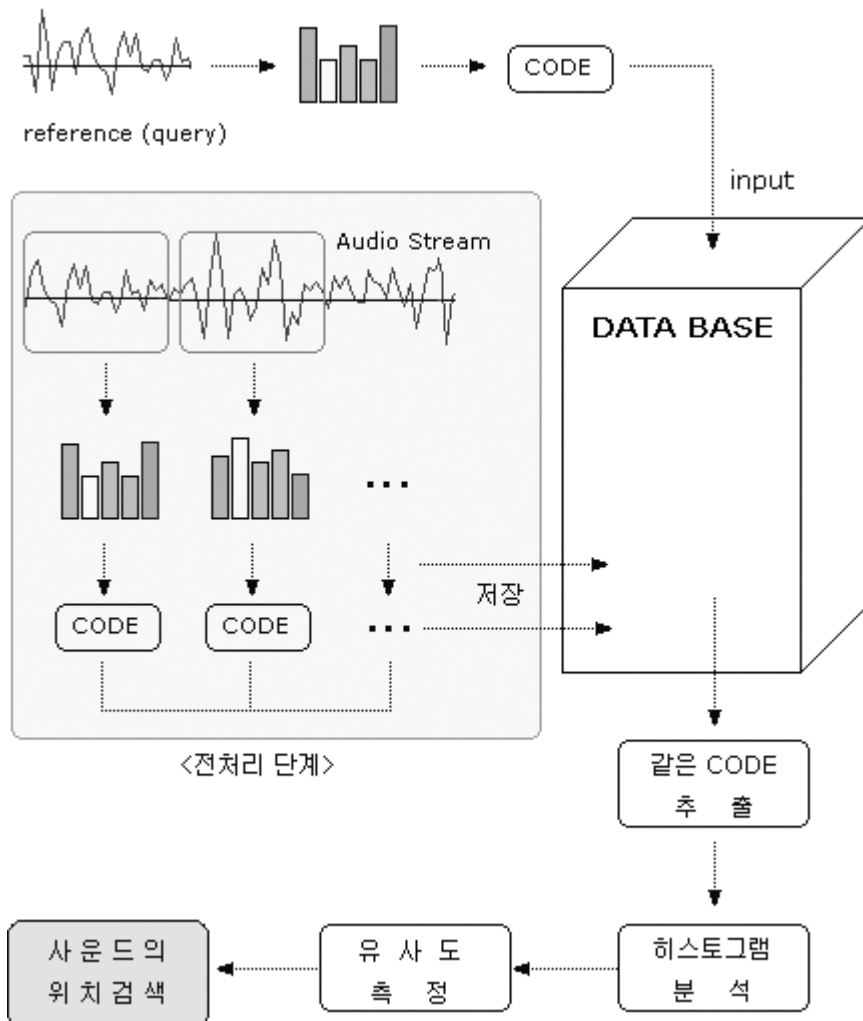 CODE
reference (query)
input
Audio Stream
DATA BASE
...
저장
CODE
CODE
...
<전처리 단계>
같은 CODE
추 출
히스토그램
분 석
유 사 도
측 정
사 운 드 의
위 치 검 색